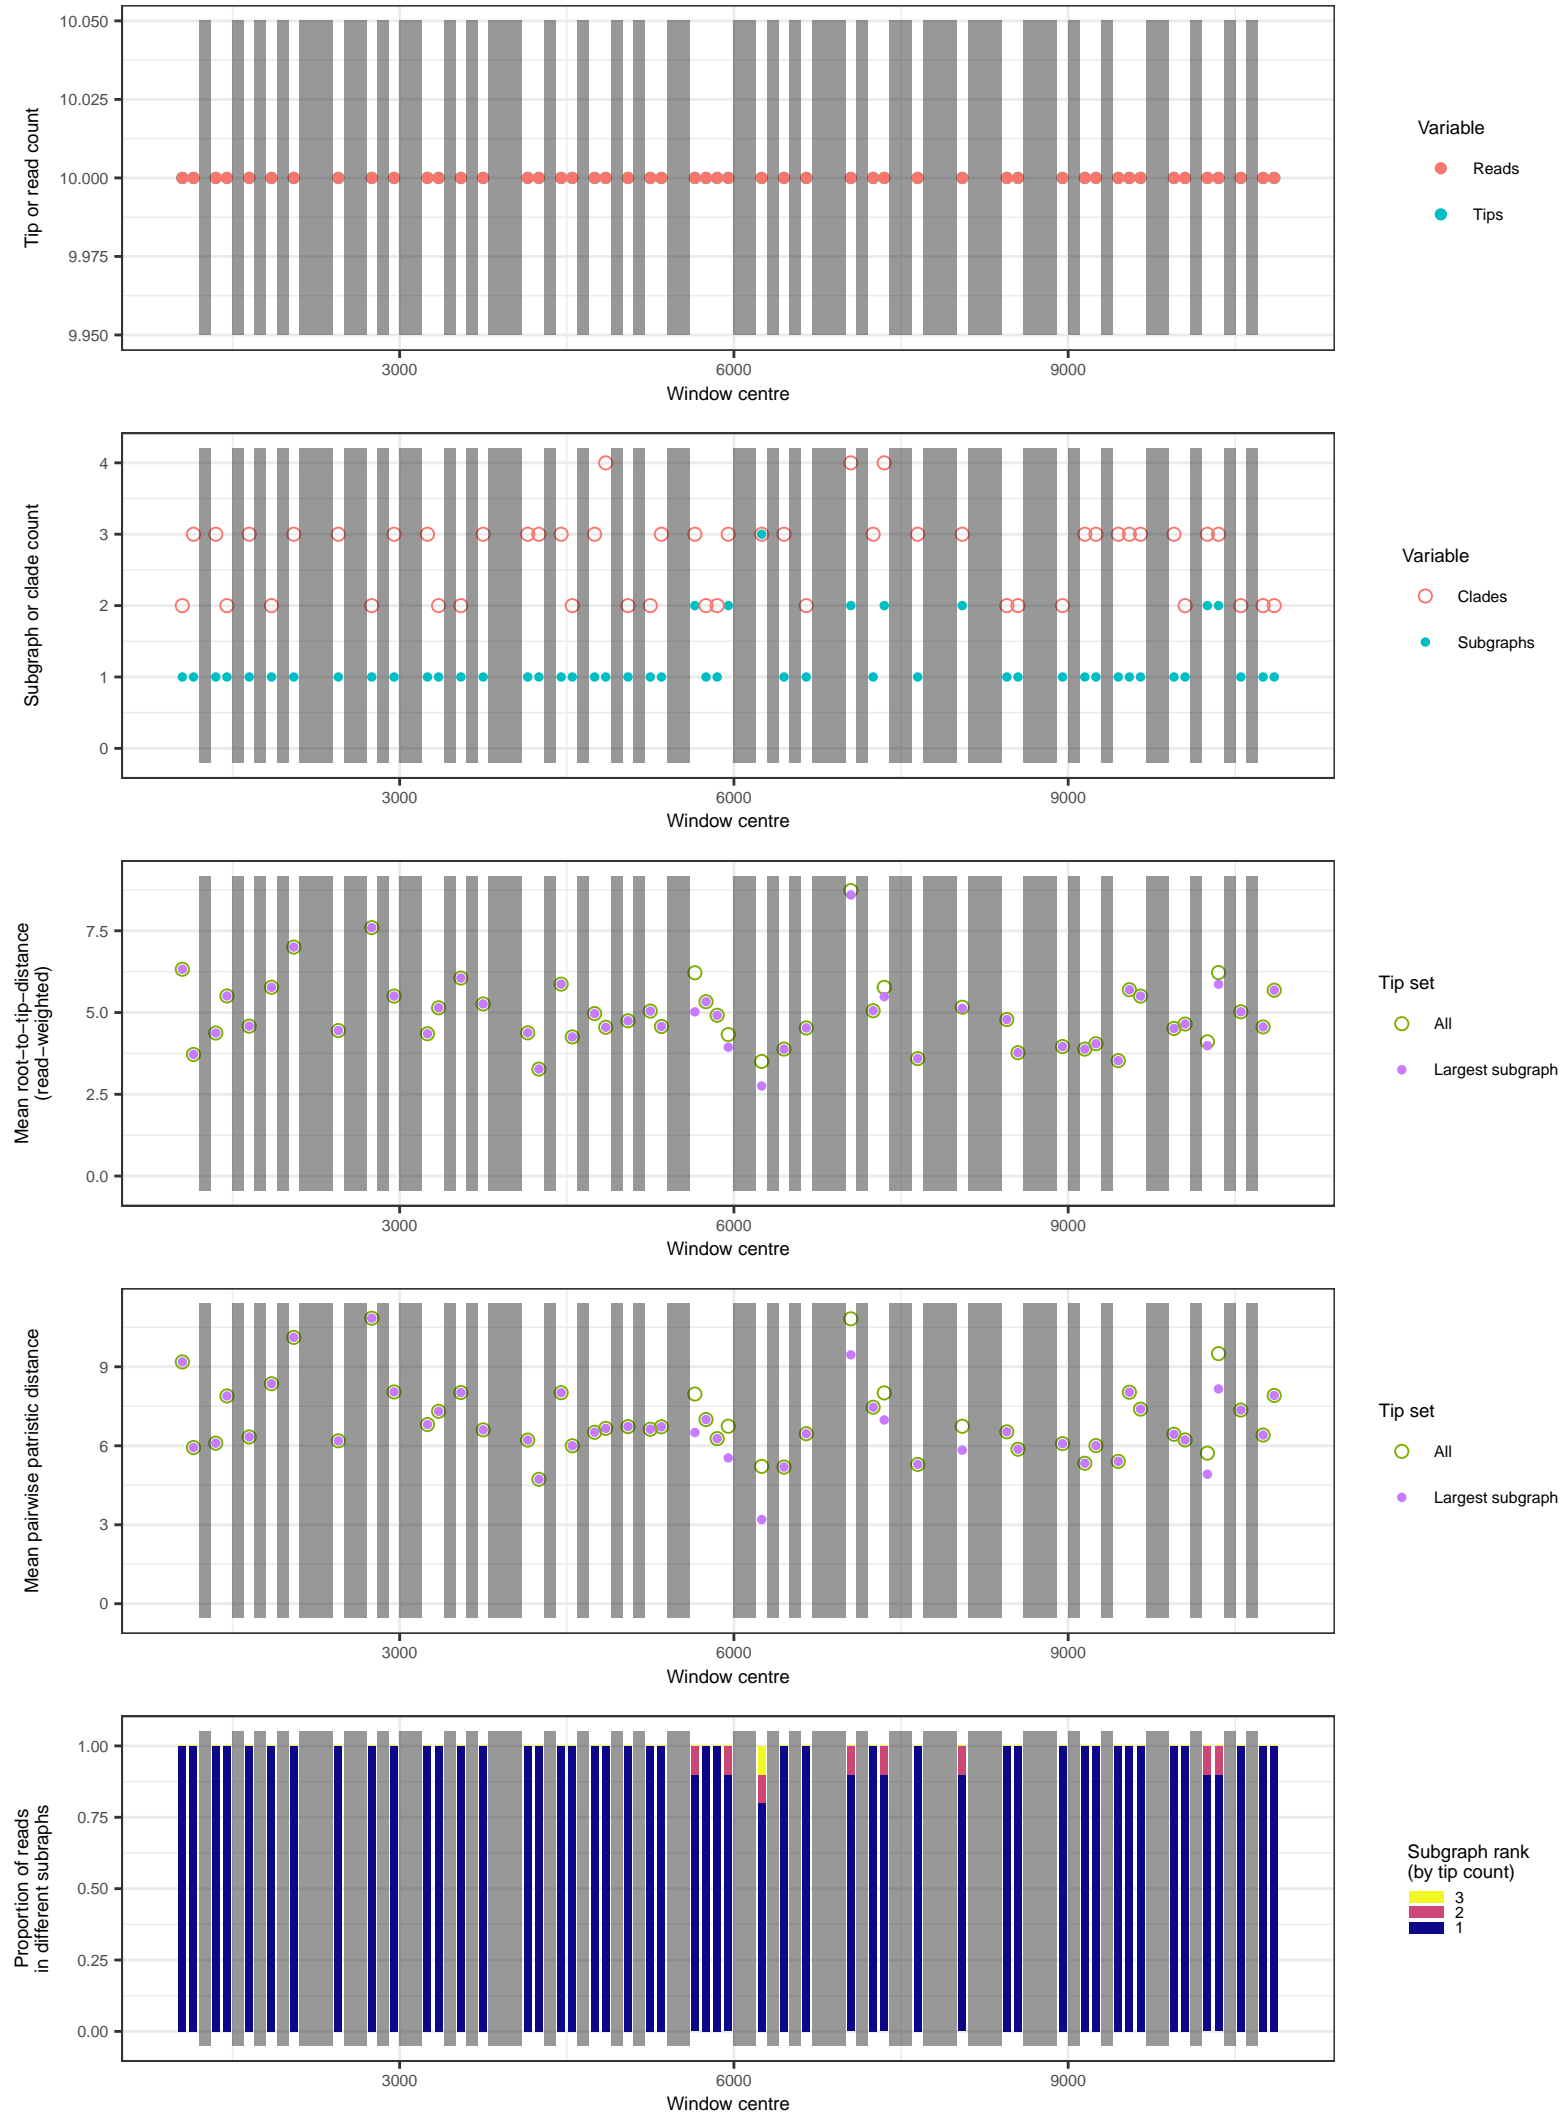 10.050
10.025
10.000
9.975
9.950
Tip or read count
3000 6000 9000
Window centre
Variable
Reads
Tips
4
3
2
1
0
Subgraph or clade count
3000 6000 9000
Window centre
Variable
Clades
Subgraphs
7.5
5.0
2.5
0.0
Mean root−to−tip−distance
(read−weighted)
3000 6000 9000
Window centre
Tip set
All
Largest subgraph
9
6
3
0
Mean pairwise patristic distance
3000 6000 9000
Window centre
Tip set
All
Largest subgraph
1.00
0.75
0.50
0.25
0.00
Proportion of reads
in different subraphs
3000 6000 9000
Window centre
Subgraph rank
(by tip count)
3
2
1